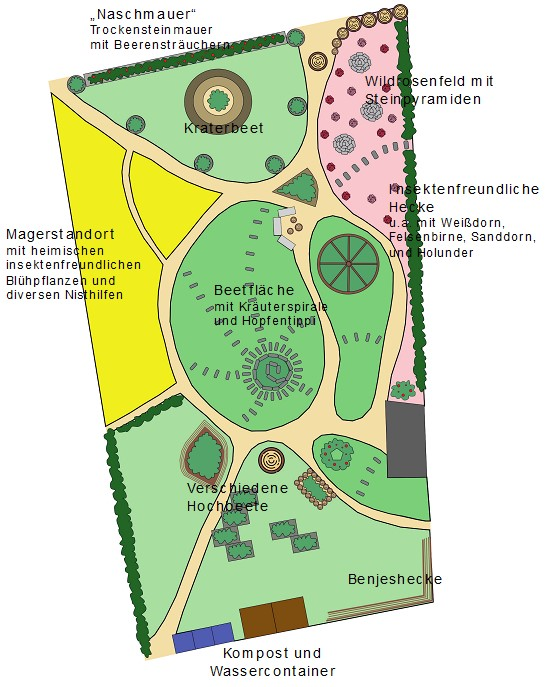 „Naschmauer“
Trockensteinmauer
mit Beerensträuchern
Wildrosenfeld mit
Steinpyramiden
Kraterbeet
Insektenfreundliche
Hecke
u.a. mit Weißdorn,
Felsenbirne, Sanddorn,
und Holunder
Magerstandort
mit heimischen
insektenfreundlichen
Blühpflanzen und
diversen Nisthilfen
Beetfläche
mit Kräuterspirale
und Hopfentippi
Verschiedene
Hochbeete
Benjeshecke
Kompost und
Wassercontainer